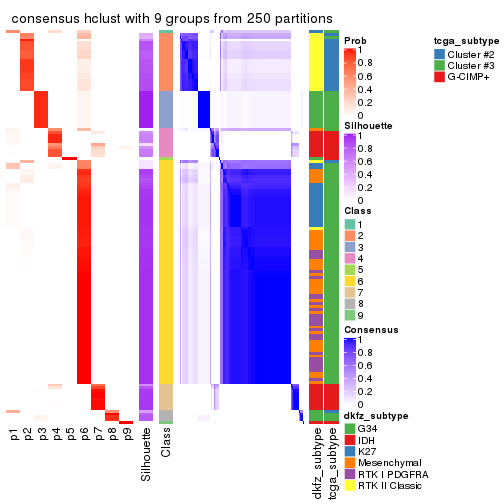 consensus hclust with 9 groups from 250 partitions
Prob
1
0.8
0.6
0.4
0.2
0
tcga_subtype
Cluster #2
Cluster #3
G-CIMP+
Silhouette
1
0.8
0.6
0.4
0.2
0
Class
1
2
3
4
5
6
7
8
9
Consensus
1
0.8
0.6
0.4
0.2
0
dkfz_subtype
G34
IDH
K27
Mesenchymal
RTK I PDGFRA
RTK II Classic
p1
p2
p3
p4
p5
p6
p7
p8
p9
Silhouette
Class
dkfz_subtype
tcga_subtype